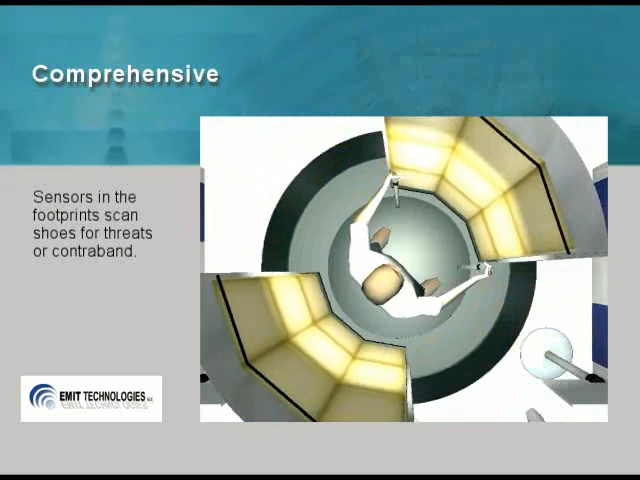 Comprehensive
Sensors in the
footprints scan
shoes for threats
or contraband.
EMIT TECHNOLOGIES